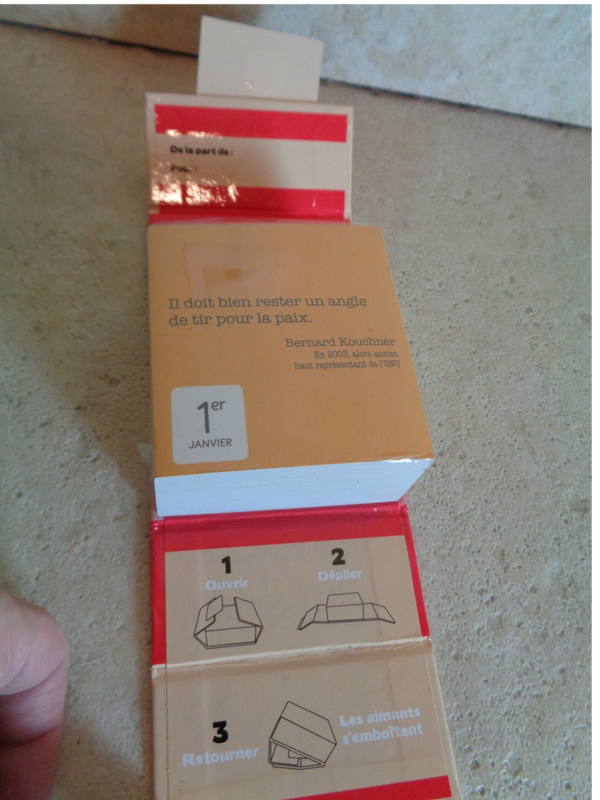 De la part de :
Pour :
Il doit bien rester un angle
de tir pour la paix.
Bernard Kouchner
En 2003, alors ancien
haut représentant de l'ONU
1er
JANVIER
1
Ouvrir
2
Déplier
3
Retourner
Les aimants
s'emboîtent